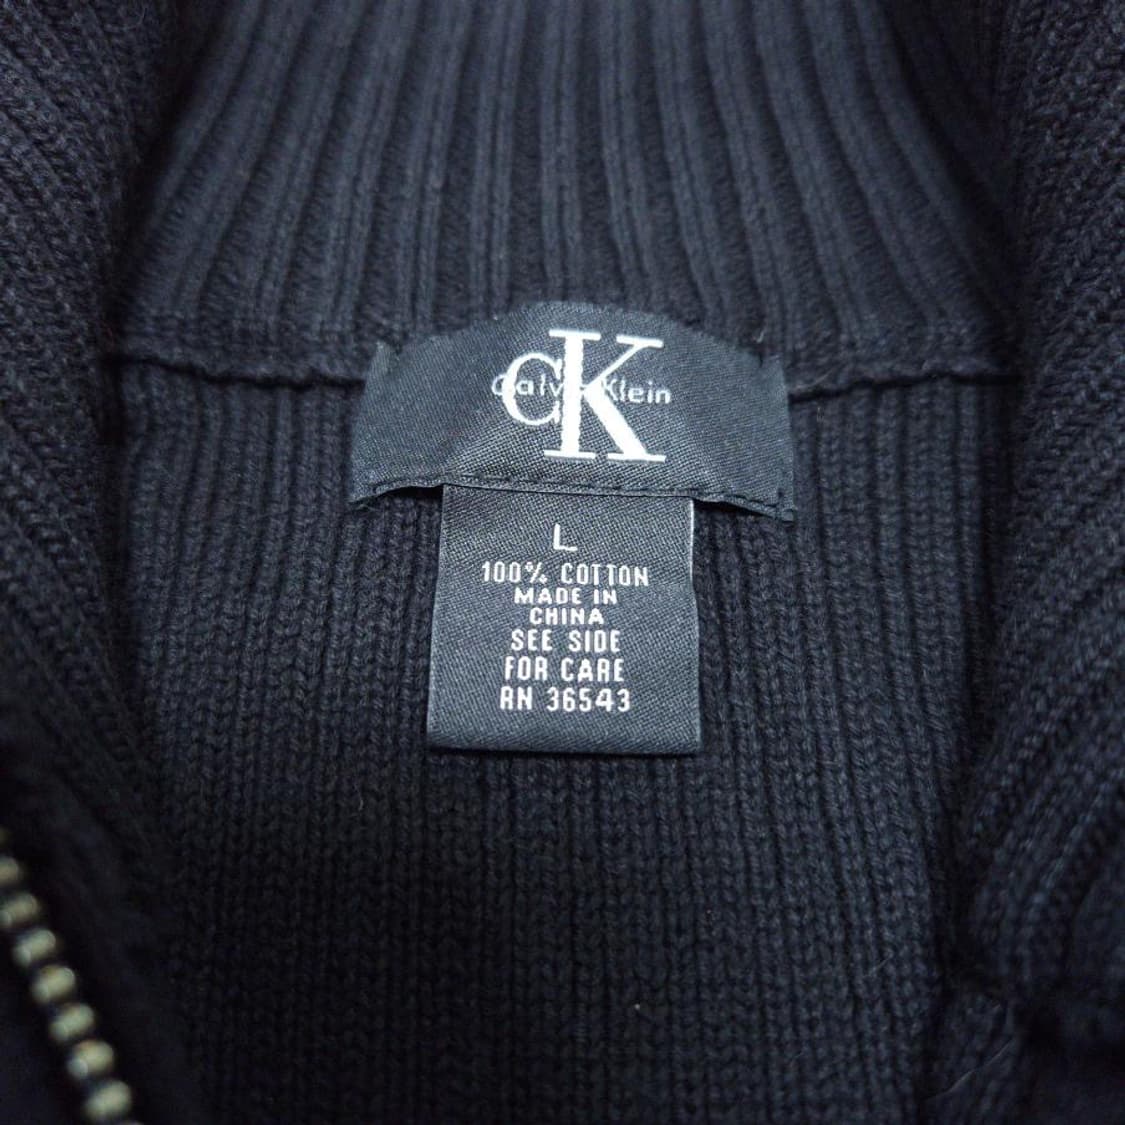 CK
Calvin Klein
L
100% COTTON
MADE IN
CHINA
SEE SIDE
FOR CARE
RN 36543